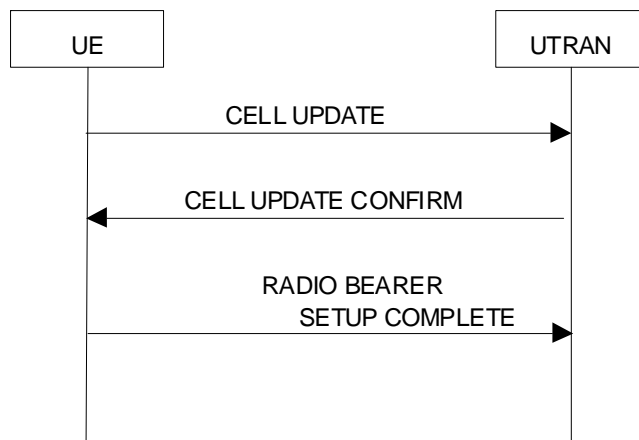 UE
UTRAN
CELL UPDATE
CELL UPDATE CONFIRM
RADIO BEARER
SETUP COMPLETE